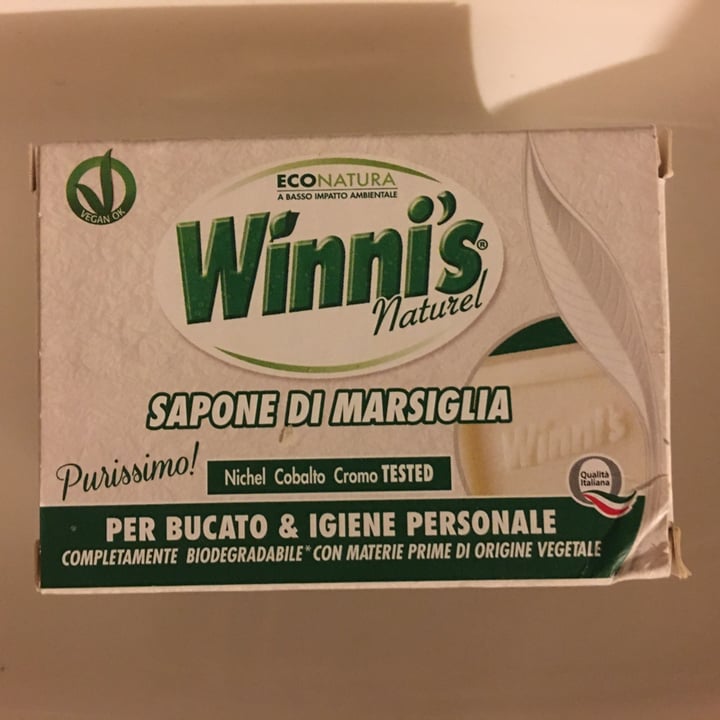 VEGAN OK
ECONATURA
A BASSO IMPATTO AMBIENTALE
Winni's®
Naturel
SAPONE DI MARSIGLIA
Winni's
Purissimo!
Nichel Cobalto Cromo TESTED
Qualità
Italiana
PER BUCATO & IGIENE PERSONALE
COMPLETAMENTE BIODEGRADABILE* CON MATERIE PRIME DI ORIGINE VEGETALE